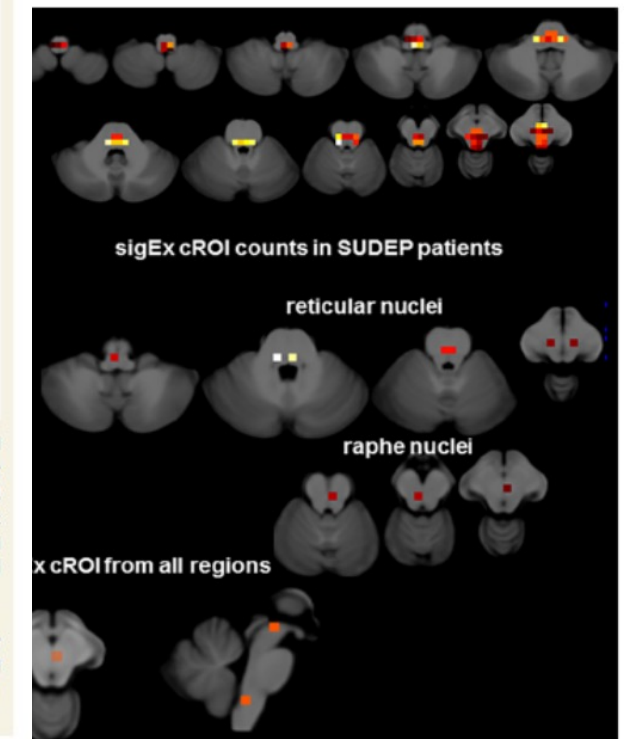 sigEx cROI counts in SUDEP patients
reticular nuclei
raphe nuclei
x cROI from all regions